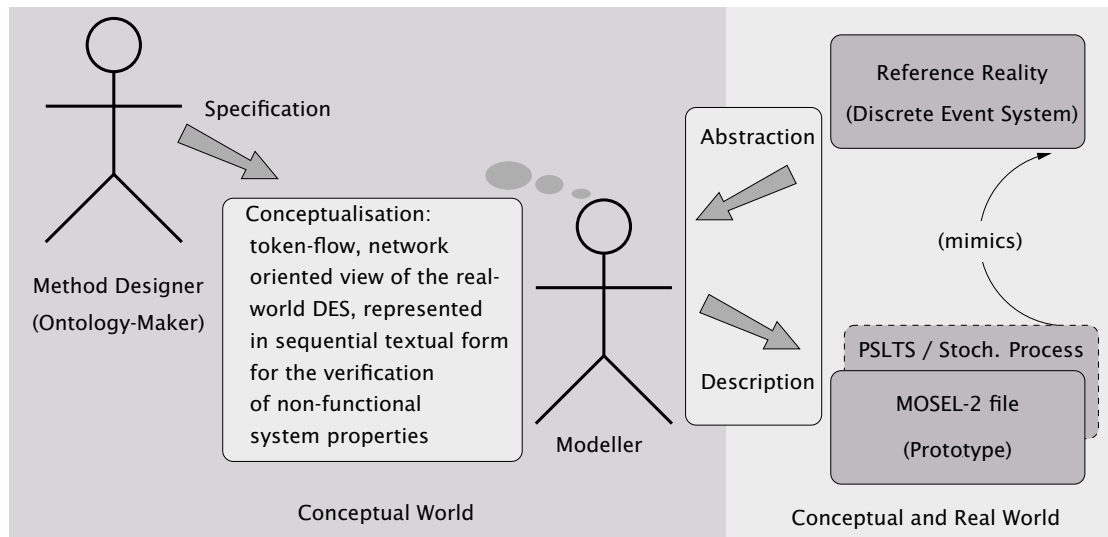 Specification
Method Designer
(Ontology-Maker)
Conceptualisation:
token-flow, network
oriented view of the real-
world DES, represented
in sequential textual form
for the verification
of non-functional
system properties
Modeller
Conceptual World
Abstraction
Description
Reference Reality
(Discrete Event System)
(mimics)
PSLTS / Stoch. Process
MOSEL-2 file
(Prototype)
Conceptual and Real World